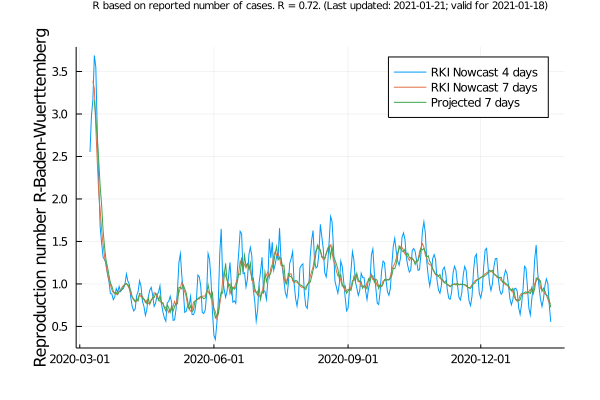 R based on reported number of cases. R = 0.72. (Last updated: 2021-01-21; valid for 2021-01-18)
Reproduction number R-Baden-Wuerttemberg
RKI Nowcast 4 days
RKI Nowcast 7 days
Projected 7 days
3.5
3.0
2.5
2.0
1.5
1.0
0.5
2020-03-01
2020-06-01
2020-09-01
2020-12-01